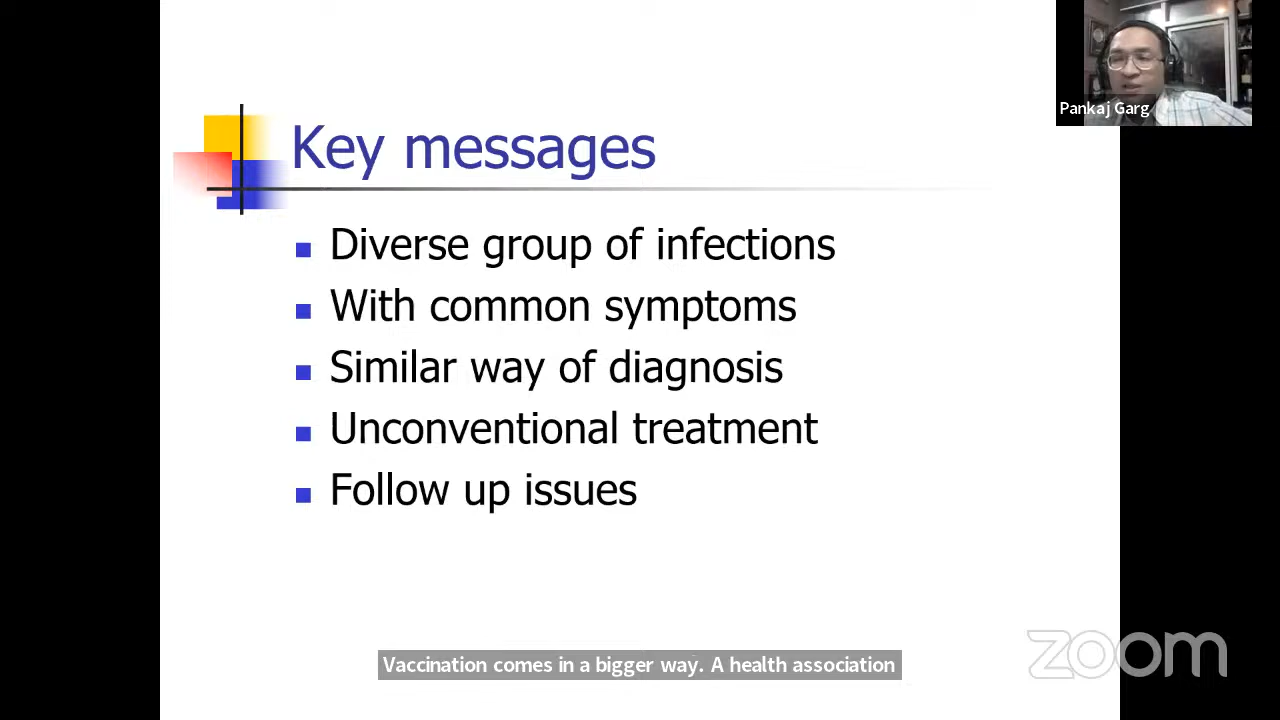 Pankaj Garg
Key messages
Diverse group of infections
With common symptoms
Similar way of diagnosis
Unconventional treatment
Follow up issues
Vaccination comes in a bigger way. A health association
zoom